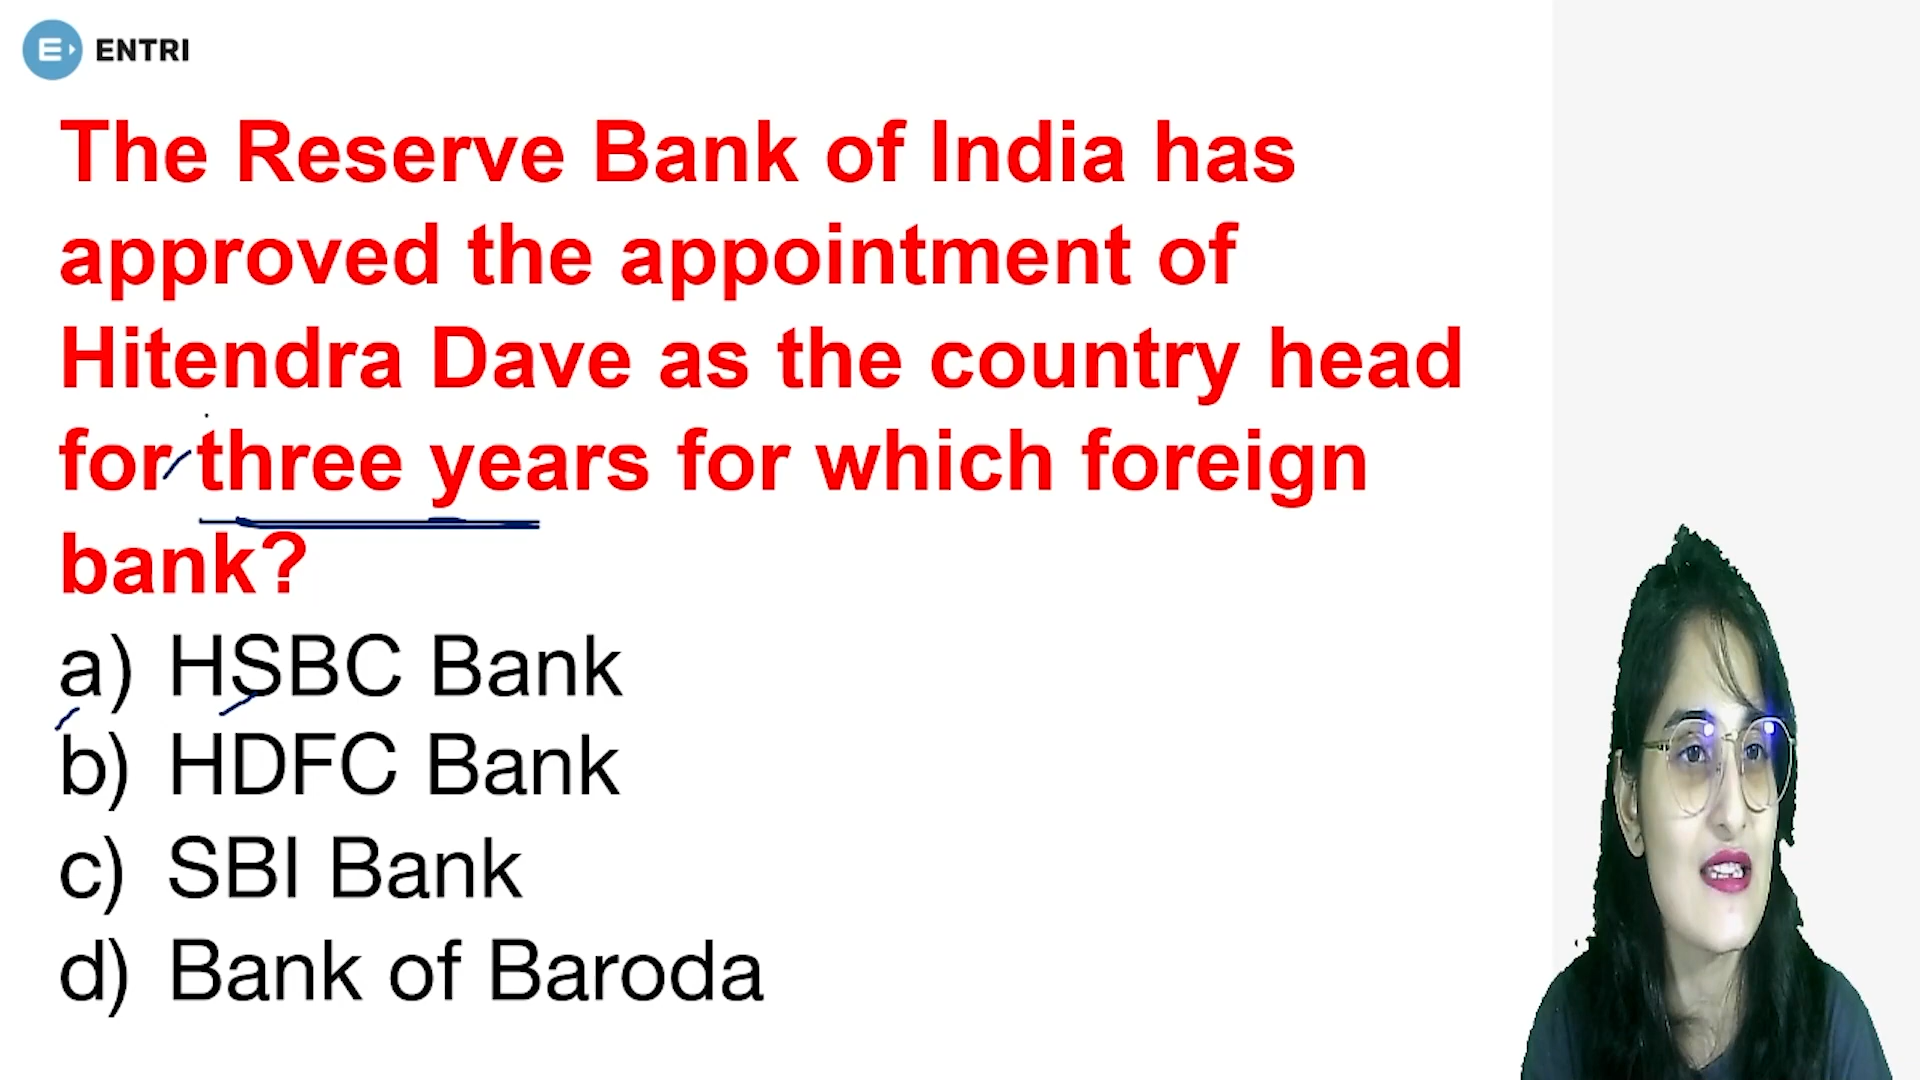 ENTRI
The Reserve Bank of India has
approved the appointment of
Hitendra Dave as the country head
for three years for which foreign
bank?
a) HSBC Bank
b) HDFC Bank
c) SBI Bank
d) Bank of Baroda